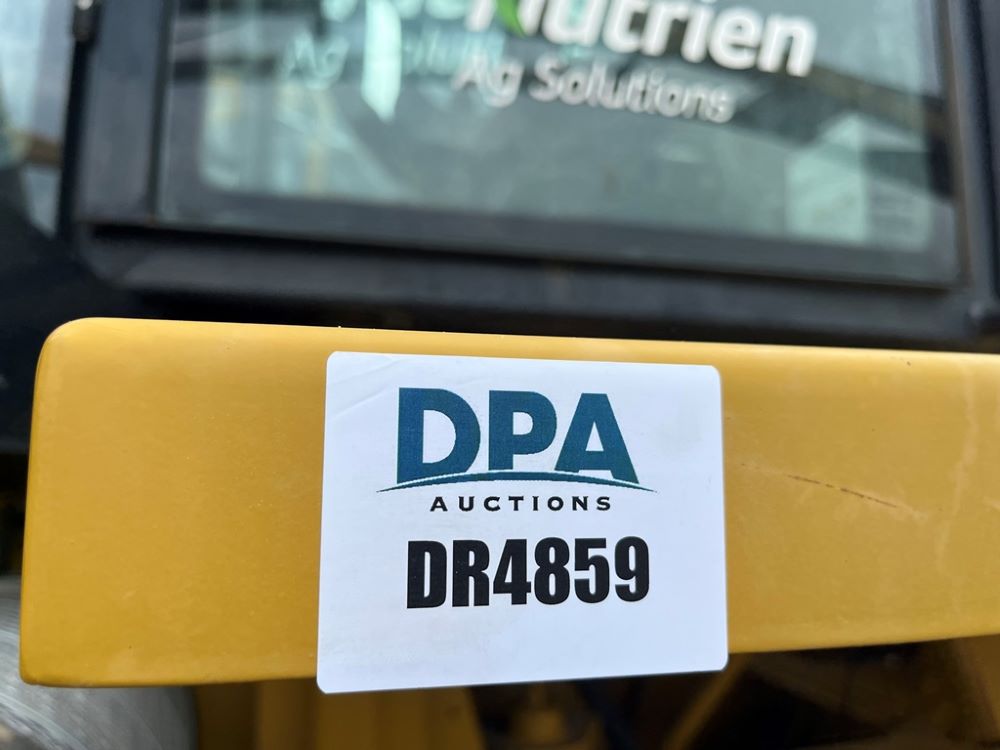 Nutrien
Ag Solutions
DPA
AUCTIONS
DR4859